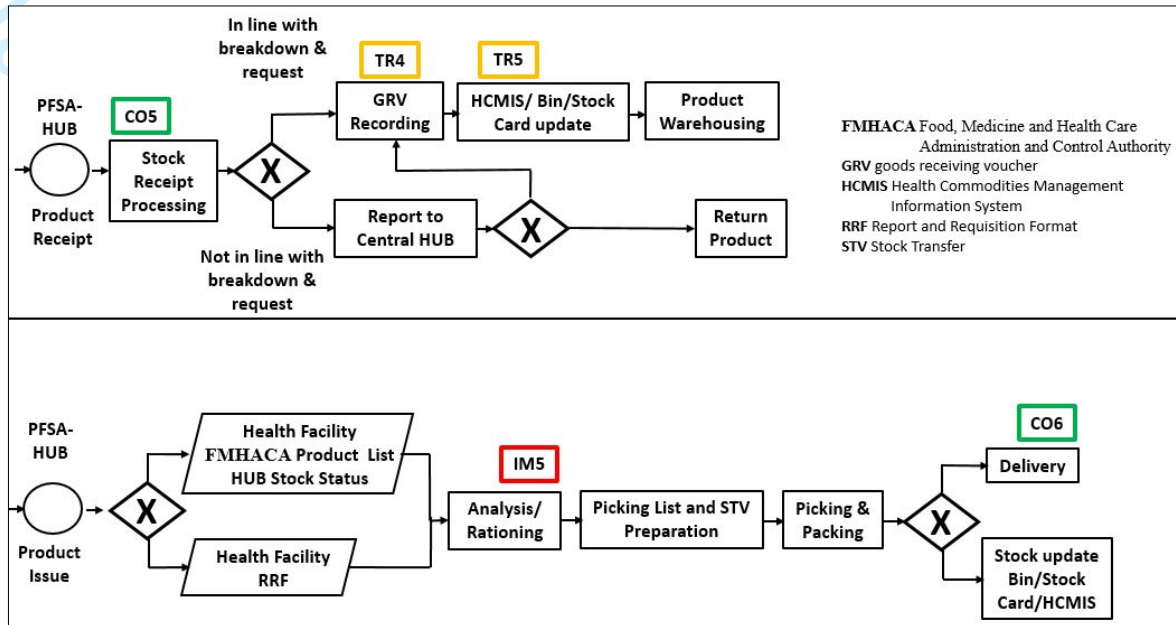 In line with
breakdown &
request
PFSA-
HUB
Product
Receipt
CO5
Stock
Receipt
Processing
X
TR4
GRV
Recording
TR5
HCMIS/ Bin/Stock
Card update
Product
Warehousing
Not in line with
breakdown &
request
Report to
Central HUB
X
Return
Product
FMHACA Food, Medicine and Health Care
Administration and Control Authority
GRV goods receiving voucher
HCMIS Health Commodities Management
Information System
RRF Report and Requisition Format
STV Stock Transfer
PFSA-
HUB
Product
Issue
X
Health Facility
FMHACA Product List
HUB Stock Status
Health Facility
RRF
IM5
Analysis/
Rationing
Picking List and STV
Preparation
Picking &
Packing
X
CO6
Delivery
Stock update
Bin/Stock
Card/HCMIS